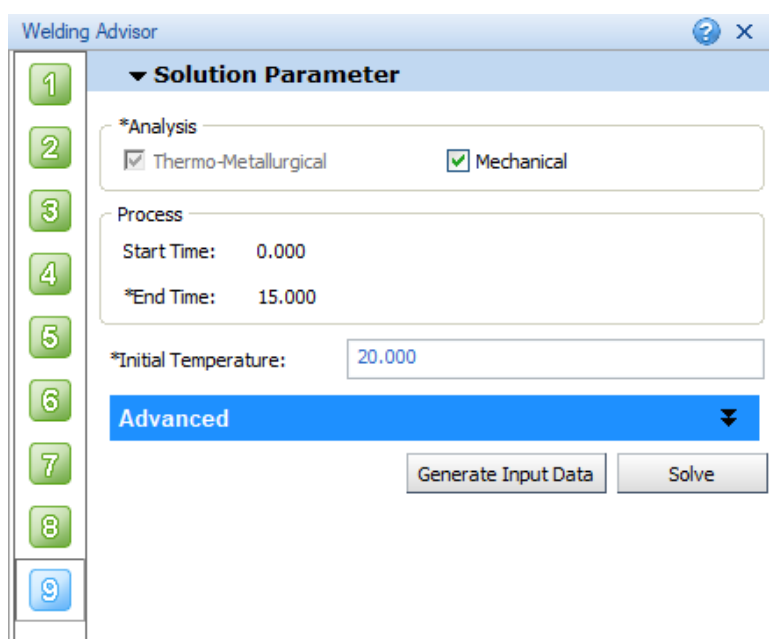 Welding Advisor
1
Solution Parameter
*Analysis
2
Thermo-Metallurgical Mechanical
3
Process
Start Time: 0.000
4
*End Time: 15.000
5
*Initial Temperature: 20.000
6
Advanced
7
Generate Input Data Solve
8
9